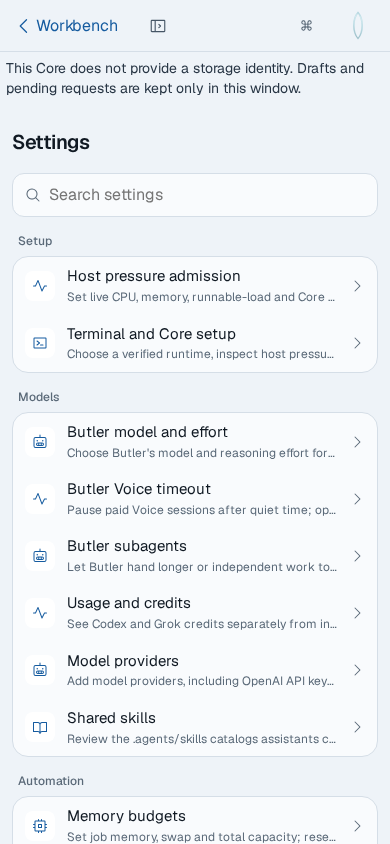 Workbench
⌘
This Core does not provide a storage identity. Drafts and
pending requests are kept only in this window.
Settings
Search settings
Setup
Host pressure admission
Set live CPU, memory, runnable-load and Core …
Terminal and Core setup
Choose a verified runtime, inspect host pressu…
Models
Butler model and effort
Choose Butler's model and reasoning effort for…
Butler Voice timeout
Pause paid Voice sessions after quiet time; op…
Butler subagents
Let Butler hand longer or independent work to…
Usage and credits
See Codex and Grok credits separately from in…
Model providers
Add model providers, including OpenAI API key…
Shared skills
Review the .agents/skills catalogs assistants c…
Automation
Memory budgets
Set job memory, swap and total capacity; rese…